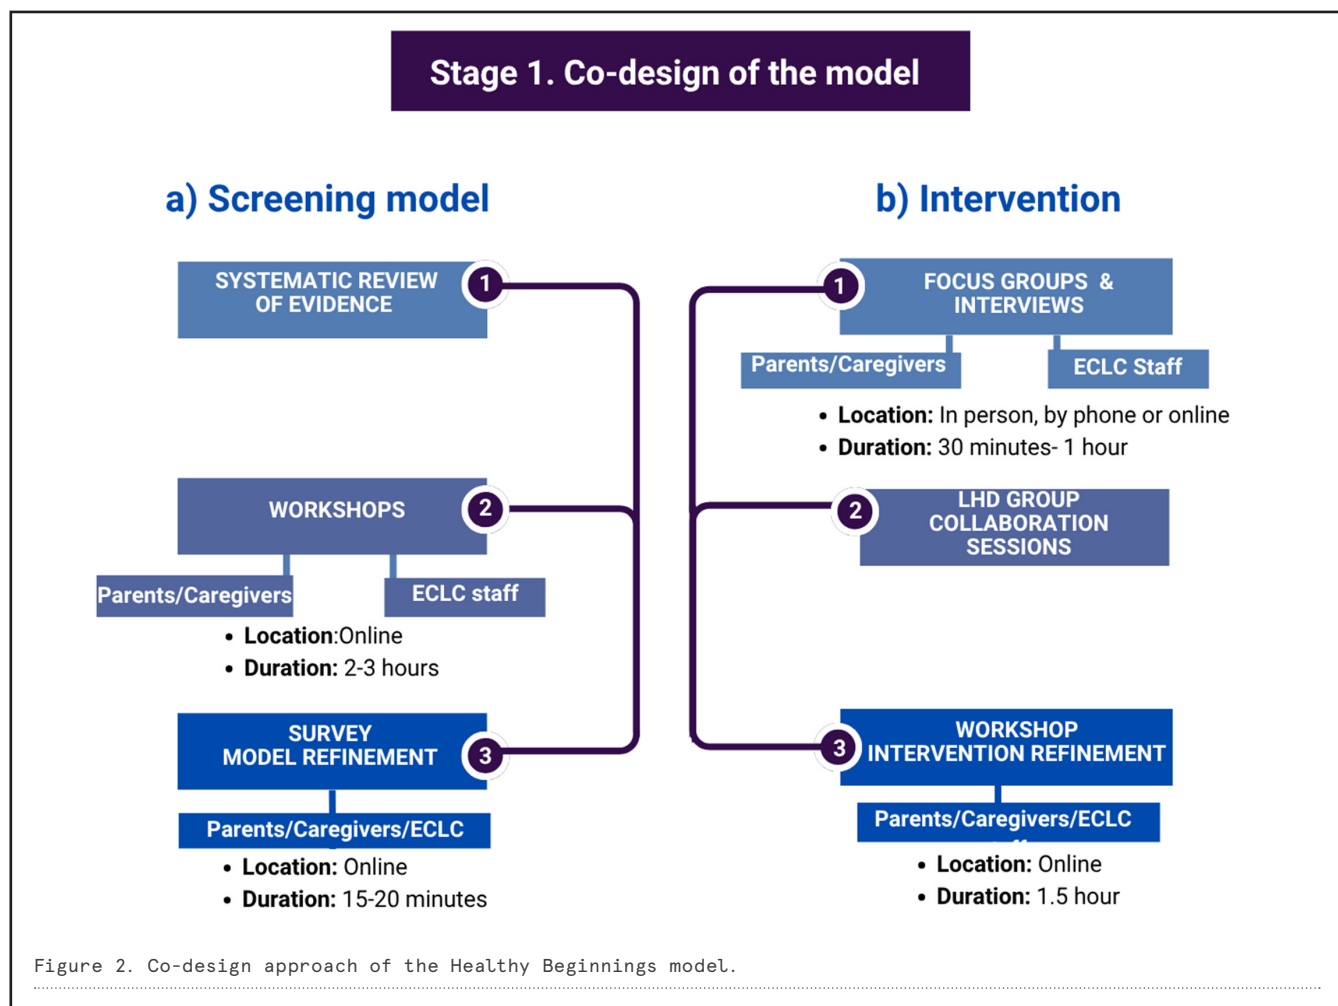 Stage 1. Co-design of the model
a) Screening model
SYSTEMATIC REVIEW
OF EVIDENCE
1
WORKSHOPS
2
Parents/Caregivers
ECLC staff
• Location:Online
• Duration: 2-3 hours
SURVEY
MODEL REFINEMENT
3
Parents/Caregivers/ECLC
• Location: Online
• Duration: 15-20 minutes
b) Intervention
1
FOCUS GROUPS &
INTERVIEWS
Parents/Caregivers
ECLC Staff
• Location: In person, by phone or online
• Duration: 30 minutes- 1 hour
2
LHD GROUP
COLLABORATION
SESSIONS
3
WORKSHOP
INTERVENTION REFINEMENT
Parents/Caregivers/ECLC
• Location: Online
• Duration: 1.5 hour
Figure 2. Co-design approach of the Healthy Beginnings model.